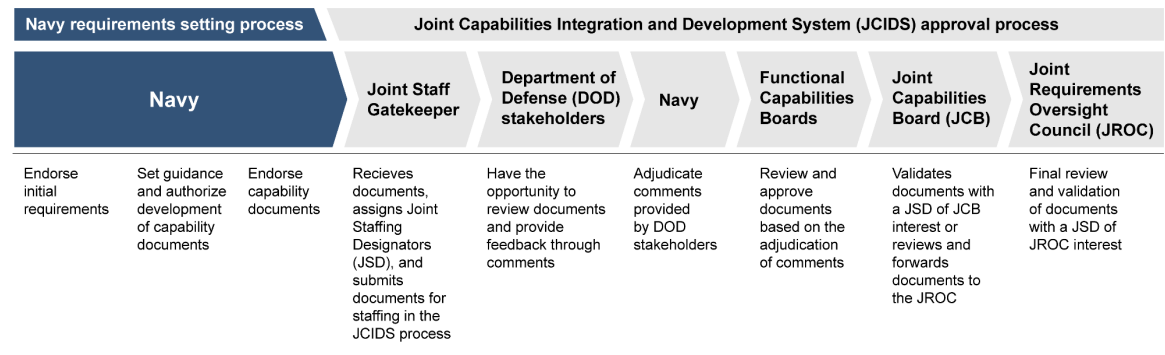 Navy requirements setting process
Joint Capabilities Integration and Development System (JCIDS) approval process
Navy
Joint Staff
Gatekeeper
Department of
Defense (DOD)
stakeholders
Navy
Functional
Capabilities
Boards
Joint
Capabilities
Board (JCB)
Joint
Requirements
Oversight
Council (JROC)
Endorse
initial
requirements
Set guidance
and authorize
development
of capability
documents
Endorse
capability
documents
Recieves
documents,
assigns Joint
Staffing
Designators
(JSD), and
submits
documents for
staffing in the
JCIDS process
Have the
opportunity to
review documents
and provide
feedback through
comments
Adjudicate
comments
provided
by DOD
stakeholders
Review and
approve
documents
based on the
adjudication
of comments
Validates
documents with
a JSD of JCB
interest or
reviews and
forwards
documents to
the JROC
Final review
and validation
of documents
with a JSD of
JROC interest